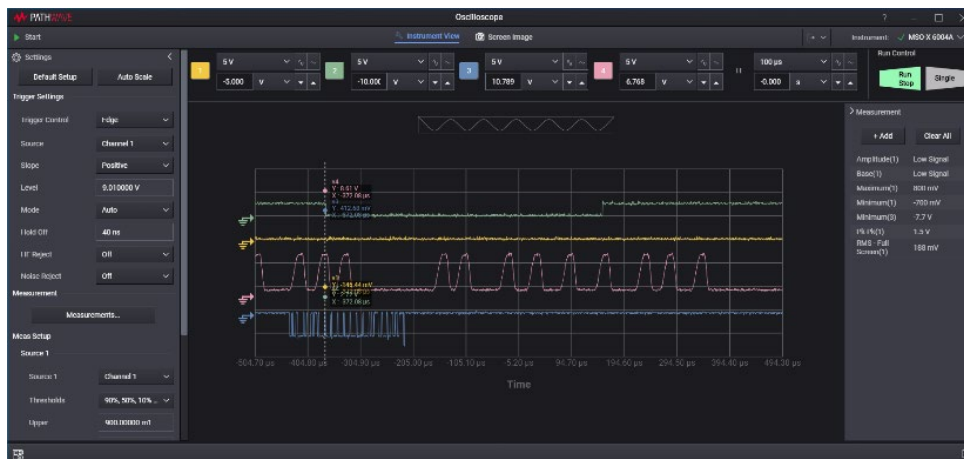 PATHWAVE
Oscilloscope
Start
Instrument View
Screen Image
Instrument:
MSO-X 6004A
Settings
Default Setup
Auto Scale
Trigger Settings
Trigger Control
Edge
Source
Channel 1
Slope
Positive
Level
9.010000 V
Mode
Auto
Hold Off
40 ns
HF Reject
Off
Noise Reject
Off
Measurement
Measurements...
Meas Setup
Source 1
Source 1
Channel 1
Thresholds
90%, 50%, 10% ...
Upper
1
5 V
-5.000 V
2
5 V
V
3
5 V
10.789 V
4
5 V
6.768 V
H
100 µs
-0.000 s
Run Control
Run
Stop
Single
Measurement
+ Add
Clear All
Amplitude(1) Low Signal
Base(1) Low Signal
Maximum(1) 800 mV
Minimum(1) -700 mV
Minimum(3) -7.7 V
Pk-Pk(1) 1.5 V
RMS - Full
Screen(1) 188 mV
-504.70 µs
-404.80 µs
-304.90 µs
-205.00 µs
-105.10 µs
-5.20 µs
94.70 µs
194.60 µs
294.50 µs
394.40 µs
494.30 µs
Time